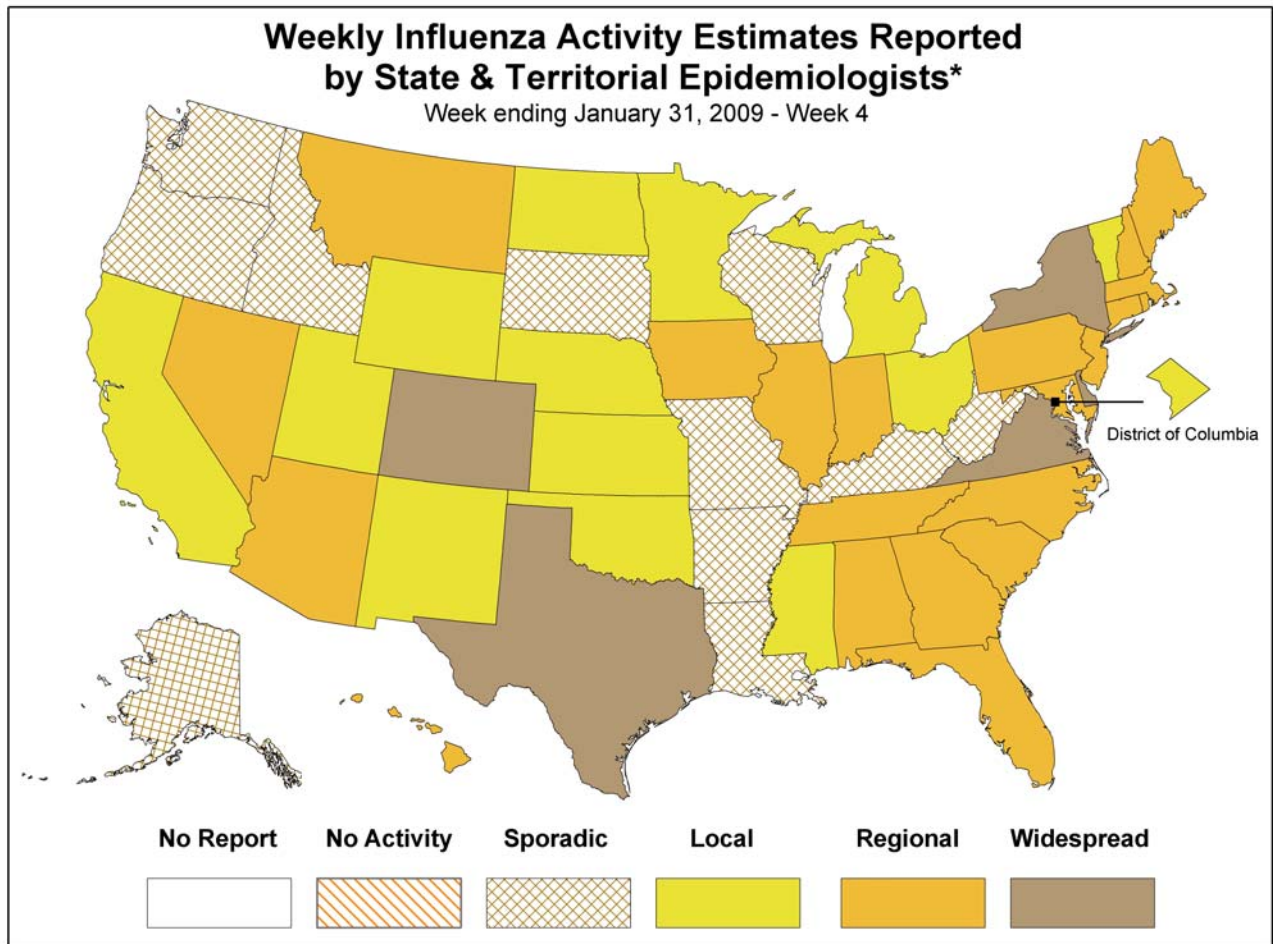 Weekly Influenza Activity Estimates Reported
by State & Territorial Epidemiologists*
Week ending January 31, 2009 - Week 4
District of Columbia
No Report No Activity Sporadic Local Regional Widespread